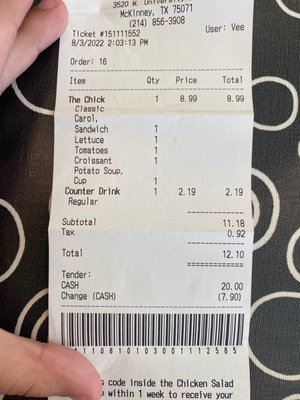 3520 W. University
McKinney, TX 75071
(214) 856-3908
User: Vee
Ticket #151111552
8/3/2022 2:03:13 PM
Order: 16
Item Qty Price Total
The Chick 1 8.99 8.99
Classic
Carol,
Sandwich 1
Lettuce 1
Tomatoes 1
Croissant 1
Potato Soup,
Cup 1
Counter Drink 1 2.19 2.19
Regular
Subtotal 11.18
Tax 0.92
Total 12.10
Tender:
CASH 20.00
Change (CASH) (7.90)
code inside the Chicken Salad
within 1 week to receive your